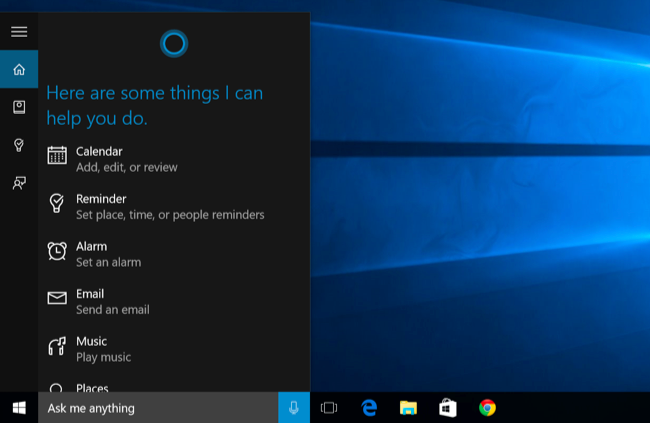 Here are some things I can
help you do.
Calendar
Add, edit, or review
Reminder
Set place, time, or people reminders
Alarm
Set an alarm
Email
Send an email
Music
Play music
Places
Ask me anything